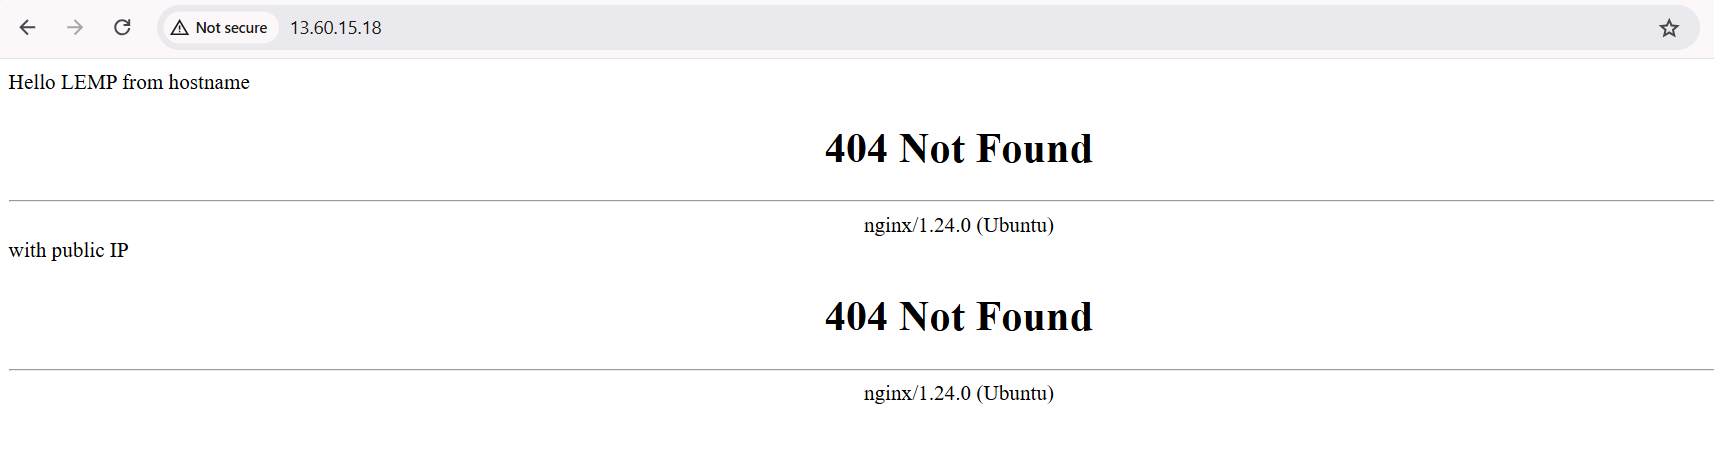 Not secure 13.60.15.18
Hello LEMP from hostname
404 Not Found
nginx/1.24.0 (Ubuntu)
with public IP
404 Not Found
nginx/1.24.0 (Ubuntu)